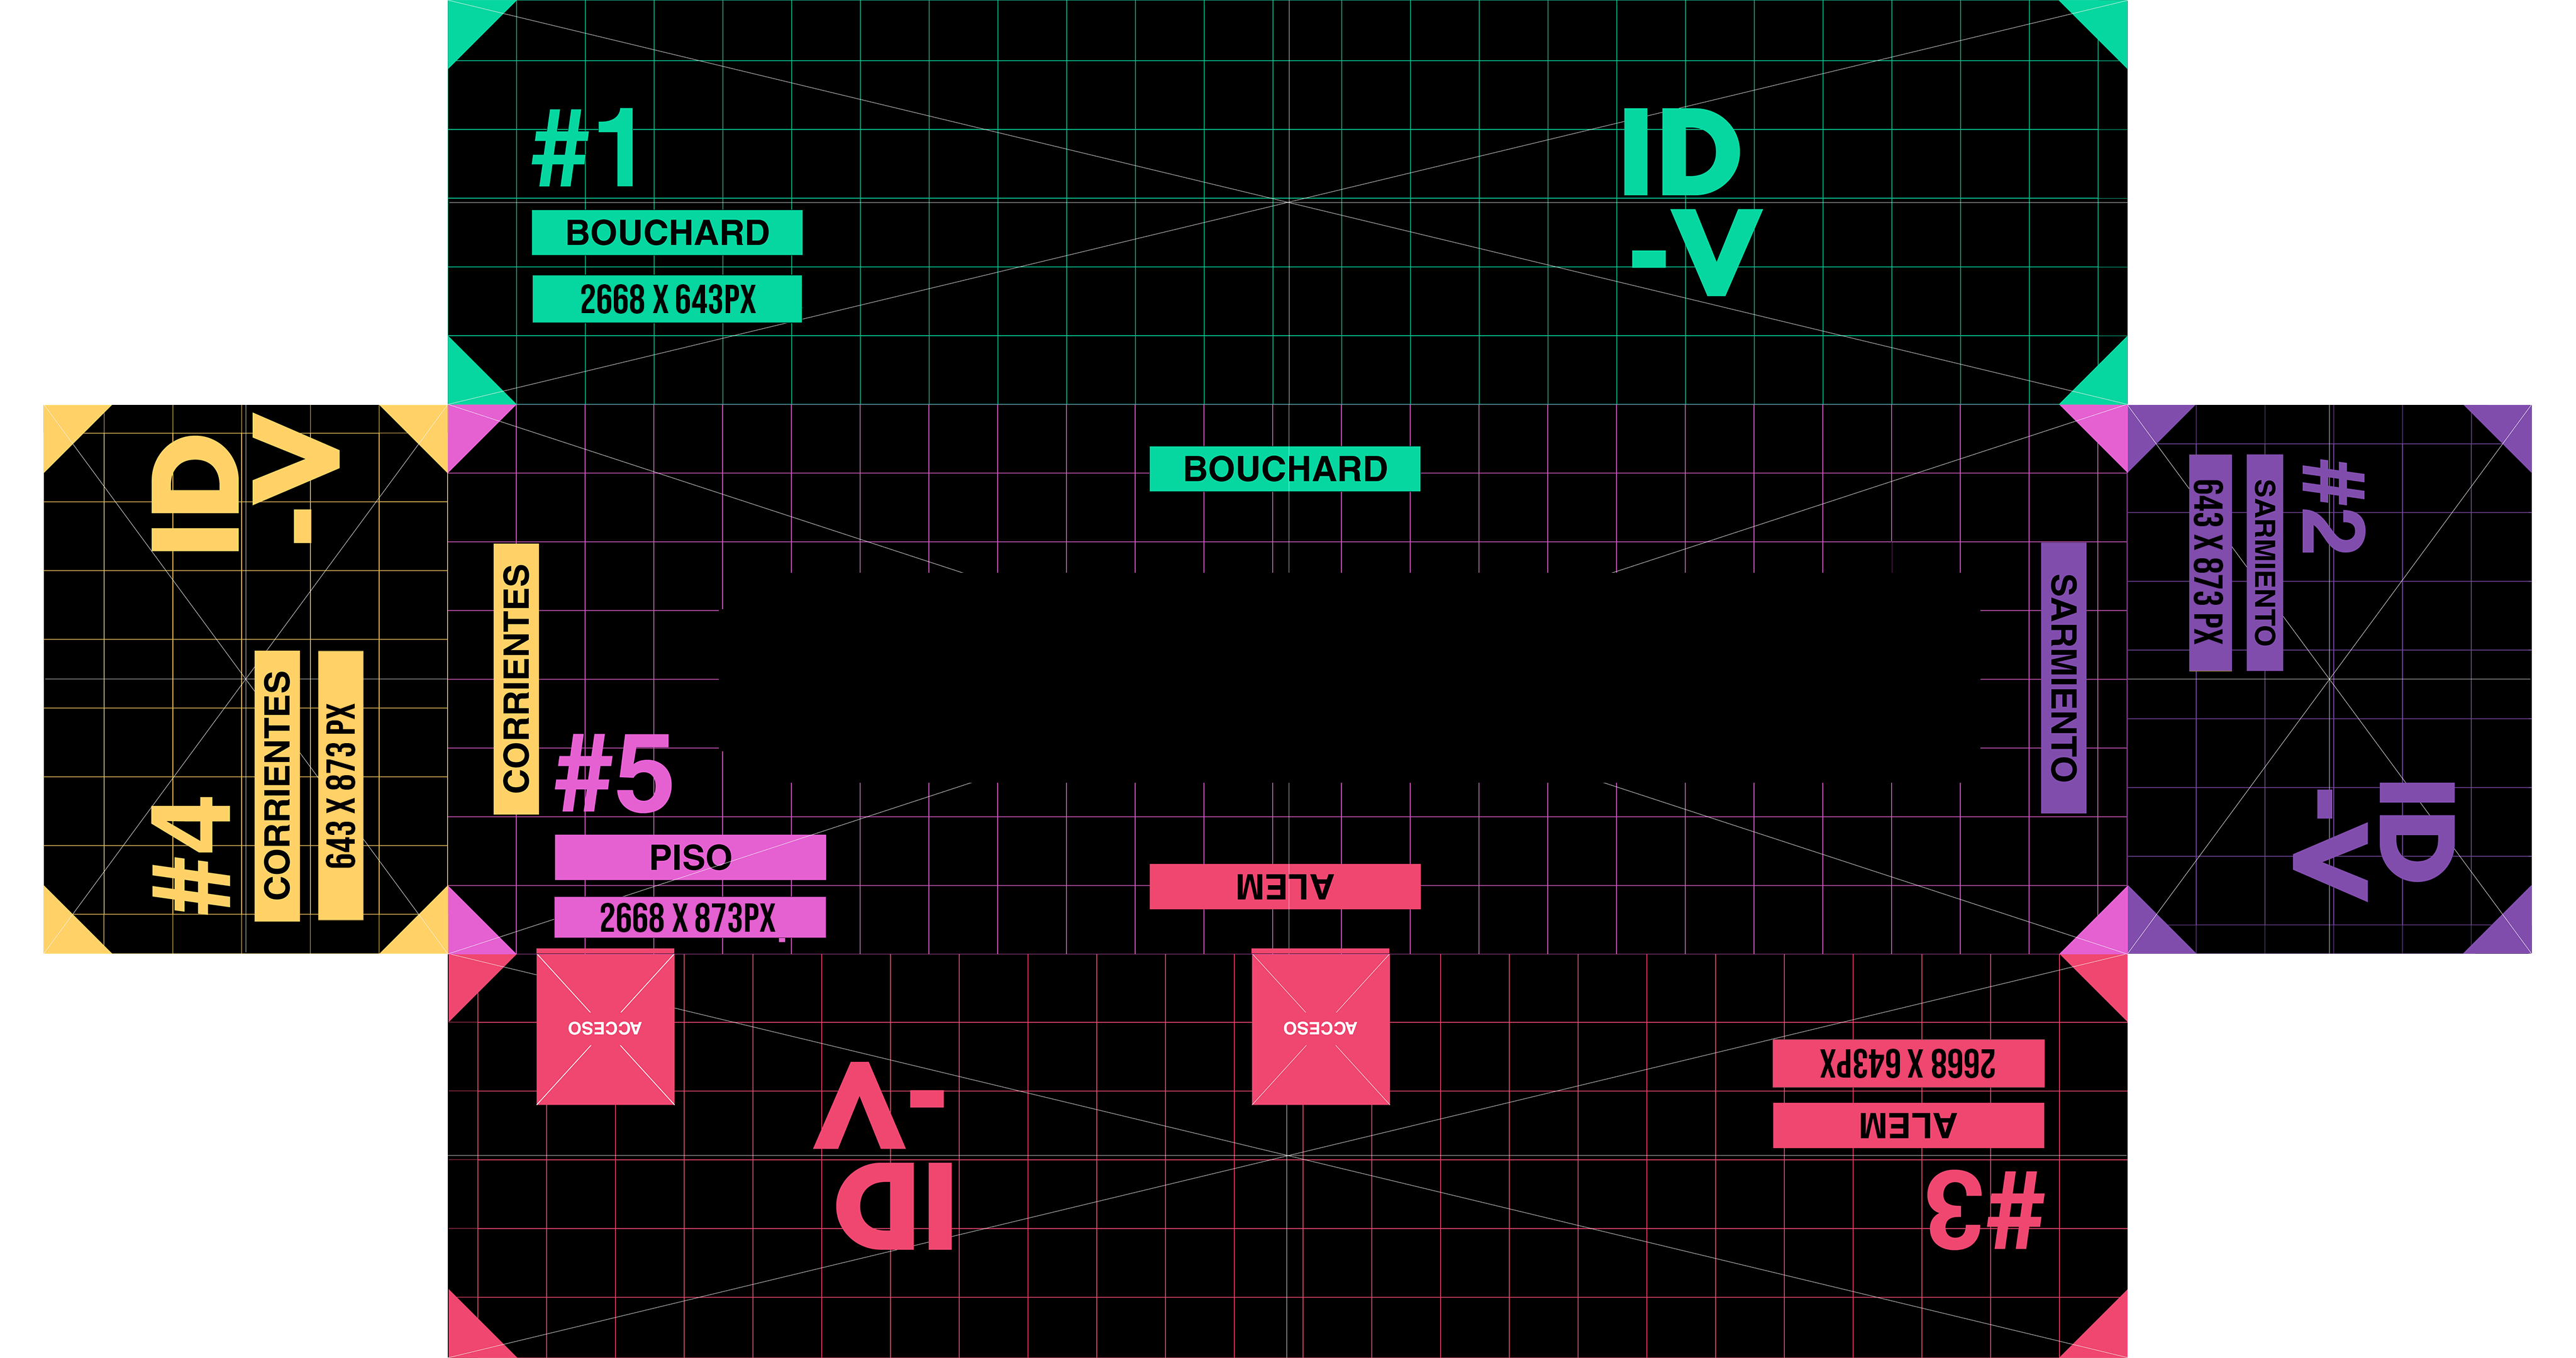 #1
BOUCHARD
2668 X 643PX
ID
-V
ID
-V
#4
CORRIENTES
643 X 873 PX
BOUCHARD
CORRIENTES
SARMIENTO
#5
PISO
2668 X 873PX
ALEM
#2
SARMIENTO
643 X 873 PX
ID
-V
ACCESO
ACCESO
ID
-V
#3
ALEM
2668 X 643PX